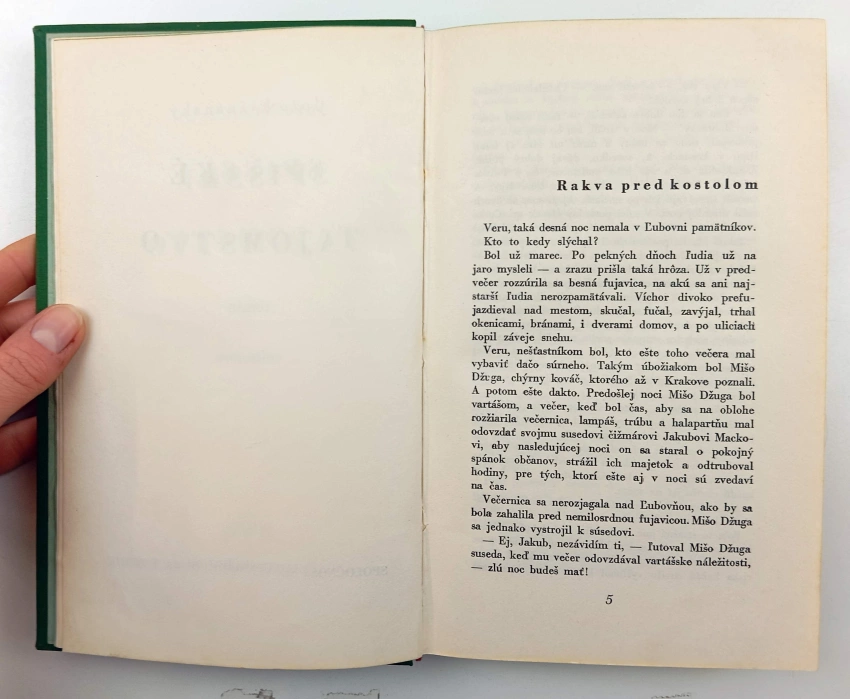 Rakva pred kostolom
Veru, taká desná noc nemala v Ľubovni pamätníkov.
Kto to kedy slýchal?
Bol už marec. Po pekných dňoch ľudia už na
jaro mysleli — a zrazu prišla taká hrôza. Už v pred-
večer rozzúrila sa besná fujavica, na akú sa ani naj-
starší ľudia nerozpamätávali. Víchor divoko prefu-
jazdieval nad mestom, skučal, fučal, zavýjal, trhal
okenicami, bránami, i dverami domov, a po uliciach
kopil záveje snehu.
Veru, nešťastníkom bol, kto ešte toho večera mal
vybaviť dačo súrneho. Takým úbožiakom bol Mišo
Džuga, chýrny kováč, ktorého až v Krakove poznali.
A potom ešte dakto. Predošlej noci Mišo Džuga bol
vartášom, a večer, keď bol čas, aby sa na oblohe
rozžiarila večernica, lampáš, trúbu a halapartňu mal
odovzdať svojmu susedovi čižmárovi Jakubovi Macko-
vi, aby nasledujúcej noci on sa staral o pokojný
spánok občanov, strážil ich majetok a odtruboval
hodiny, pre tých, ktorí ešte aj v noci sú zvedaví
na čas.
Večernica sa nerozjagala nad Ľubovňou, ako by sa
bola zahalila pred nemilosrdnou fujavicou. Mišo Džuga
sa jednako vystrojil k súsedovi.
— Ej, Jakub, nezávidím ti, — ľutoval Mišo Džuga
suseda, keď mu večer odovzdával vartášske náležitosti,
— zlú noc budeš mať!
5